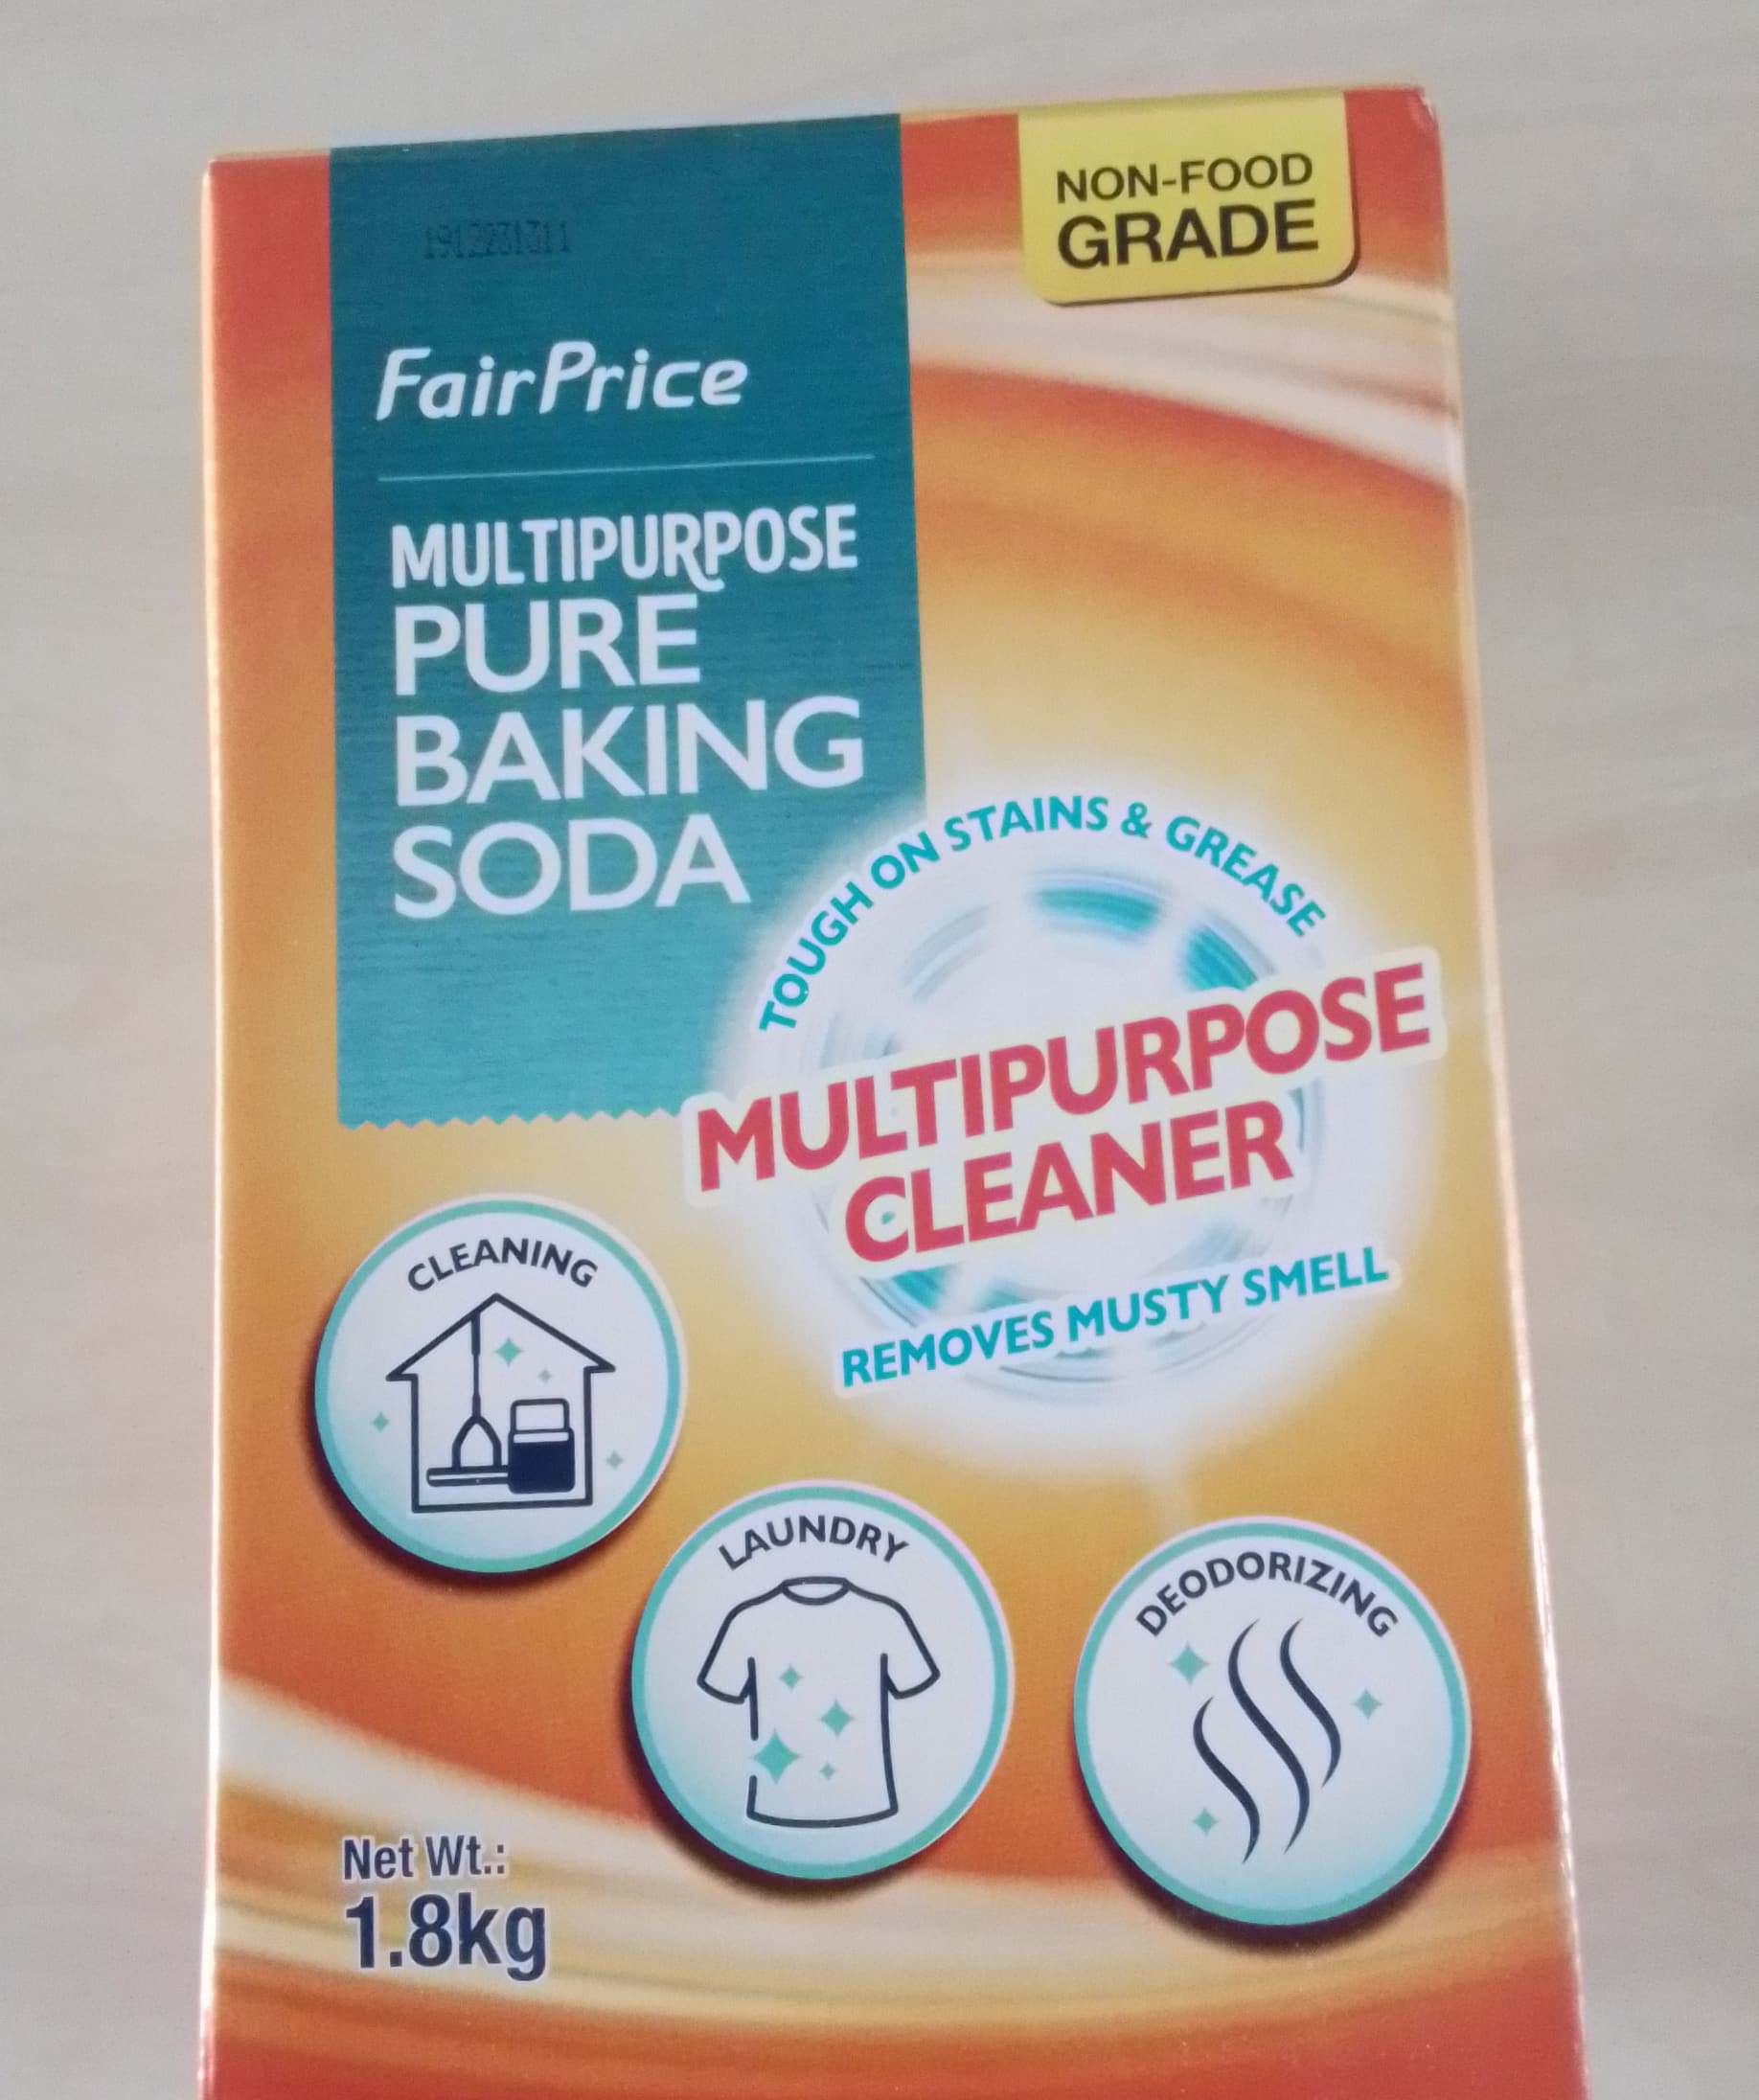 NON-FOOD
GRADE
FairPrice
MULTIPURPOSE
PURE
BAKING
SODA
TOUGH ON STAINS & GREASE
MULTIPURPOSE
CLEANER
REMOVES MUSTY SMELL
CLEANING
LAUNDRY
DEODORIZING
Net Wt.:
1.8kg